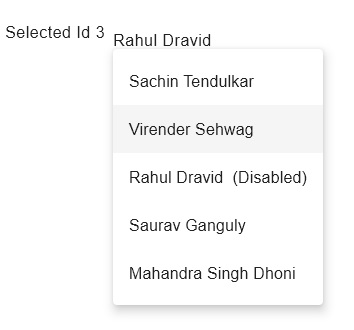 Selected Id 3 Rahul Dravid
Sachin Tendulkar
Virender Sehwag
Rahul Dravid (Disabled)
Saurav Ganguly
Mahandra Singh Dhoni